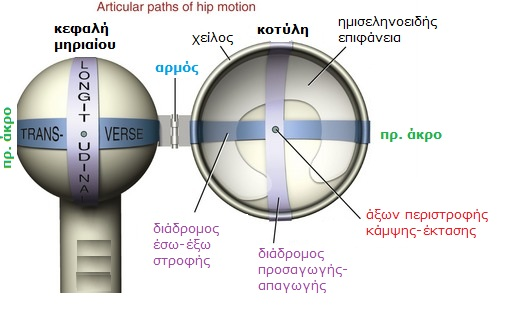 Articular paths of hip motion
κεφαλή
μηριαίου
χείλος
κοτύλη
ημισεληνοειδής
επιφάνεια
αρμός
πρ. άκρο
LONGIT
UDINA
TRANS-
VERSE
πρ. άκρο
διάδρομος
έσω-έξω
στροφής
διάδρομος
προσαγωγής-
απαγωγής
άξων περιστροφής
κάμψης-έκτασης